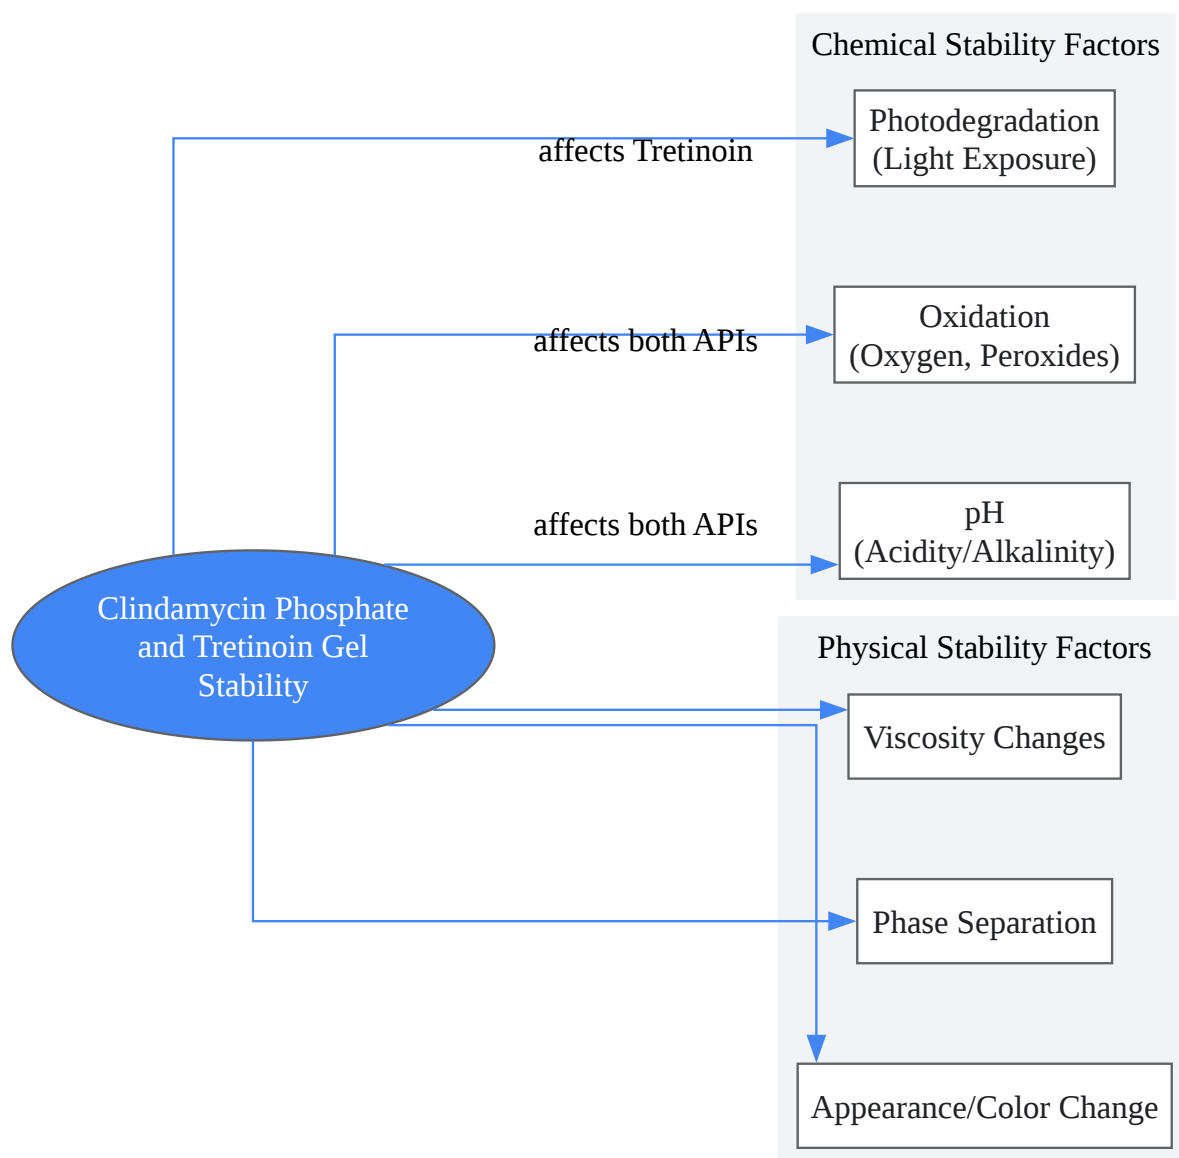 Chemical Stability Factors
Photodegradation
(Light Exposure)
affects Tretinoin
Oxidation
(Oxygen, Peroxides)
affects both APIs
pH
(Acidity/Alkalinity)
affects both APIs
Clindamycin Phosphate
and Tretinoin Gel
Stability
Physical Stability Factors
Viscosity Changes
Phase Separation
Appearance/Color Change